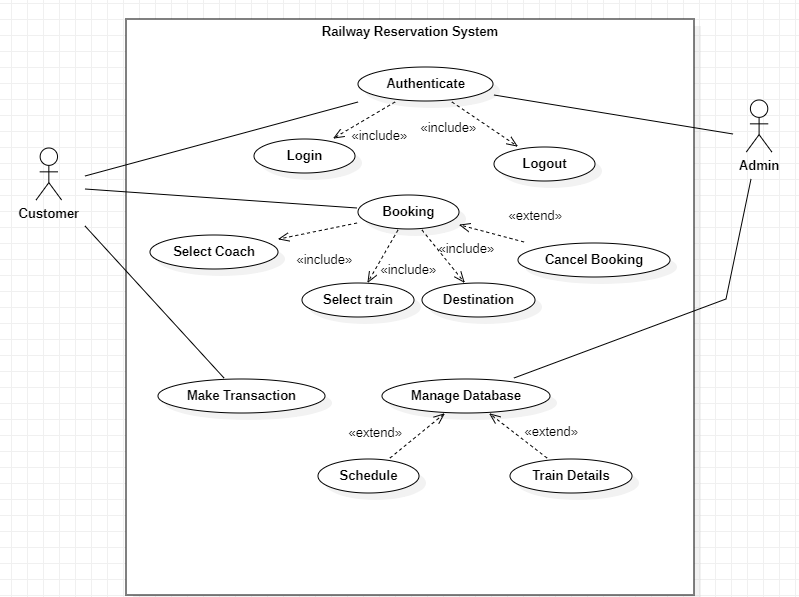 Railway Reservation System
Authenticate
«include»
«include»
Login
Logout
Admin
Customer
Booking
«extend»
Select Coach
«include»
«include»
«include»
Cancel Booking
Select train
Destination
Make Transaction
Manage Database
«extend»
«extend»
Schedule
Train Details